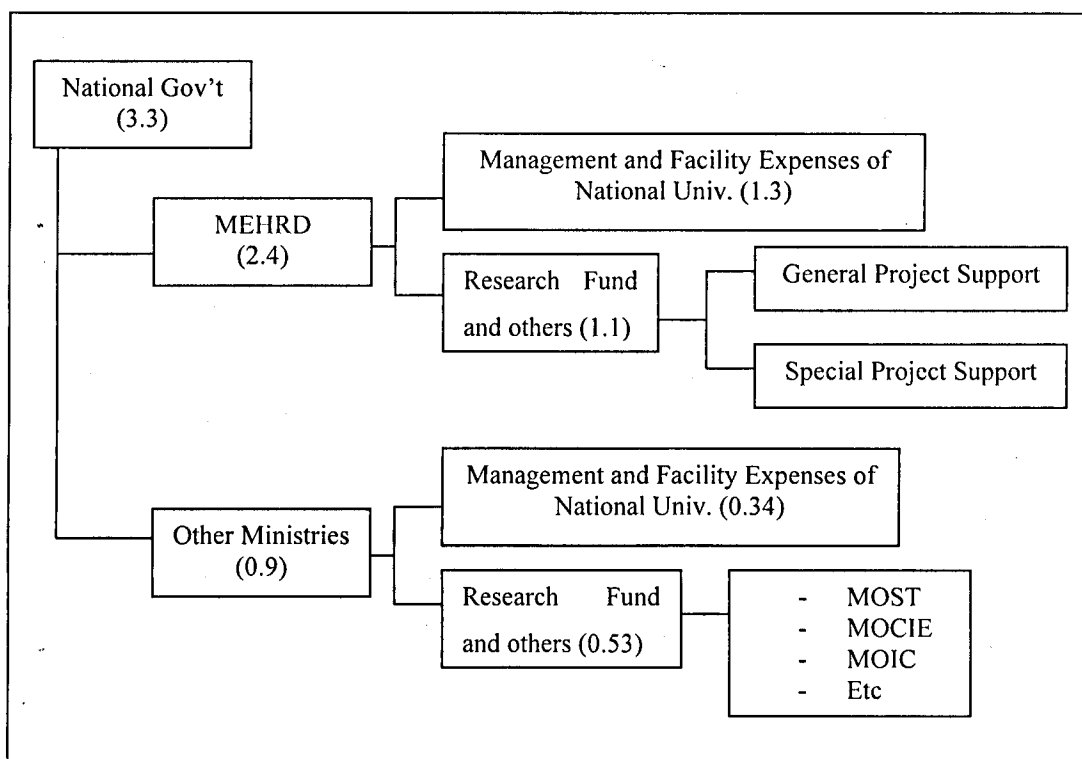 National Gov't
(3.3)
Management and Facility Expenses of
National Univ. (1.3)
MEHRD
(2.4)
Research Fund
and others (1.1)
General Project Support
Special Project Support
Management and Facility Expenses of
National Univ. (0.34)
Other Ministries
(0.9)
Research Fund
and others (0.53)
- MOST
- MOCIE
- MOIC
- Etc